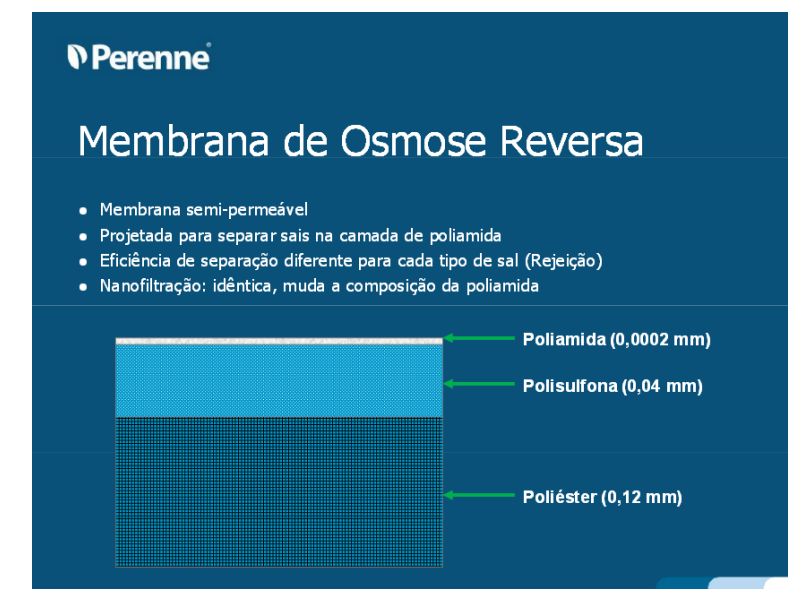 Perenne
Membrana de Osmose Reversa
• Membrana semi-permeável
• Projetada para separar sais na camada de poliamida
• Eficiência de separação diferente para cada tipo de sal (Rejeição)
• Nanofiltração: idêntica, muda a composição da poliamida
Poliamida (0,0002 mm)
Polisulfona (0,04 mm)
Poliéster (0,12 mm)